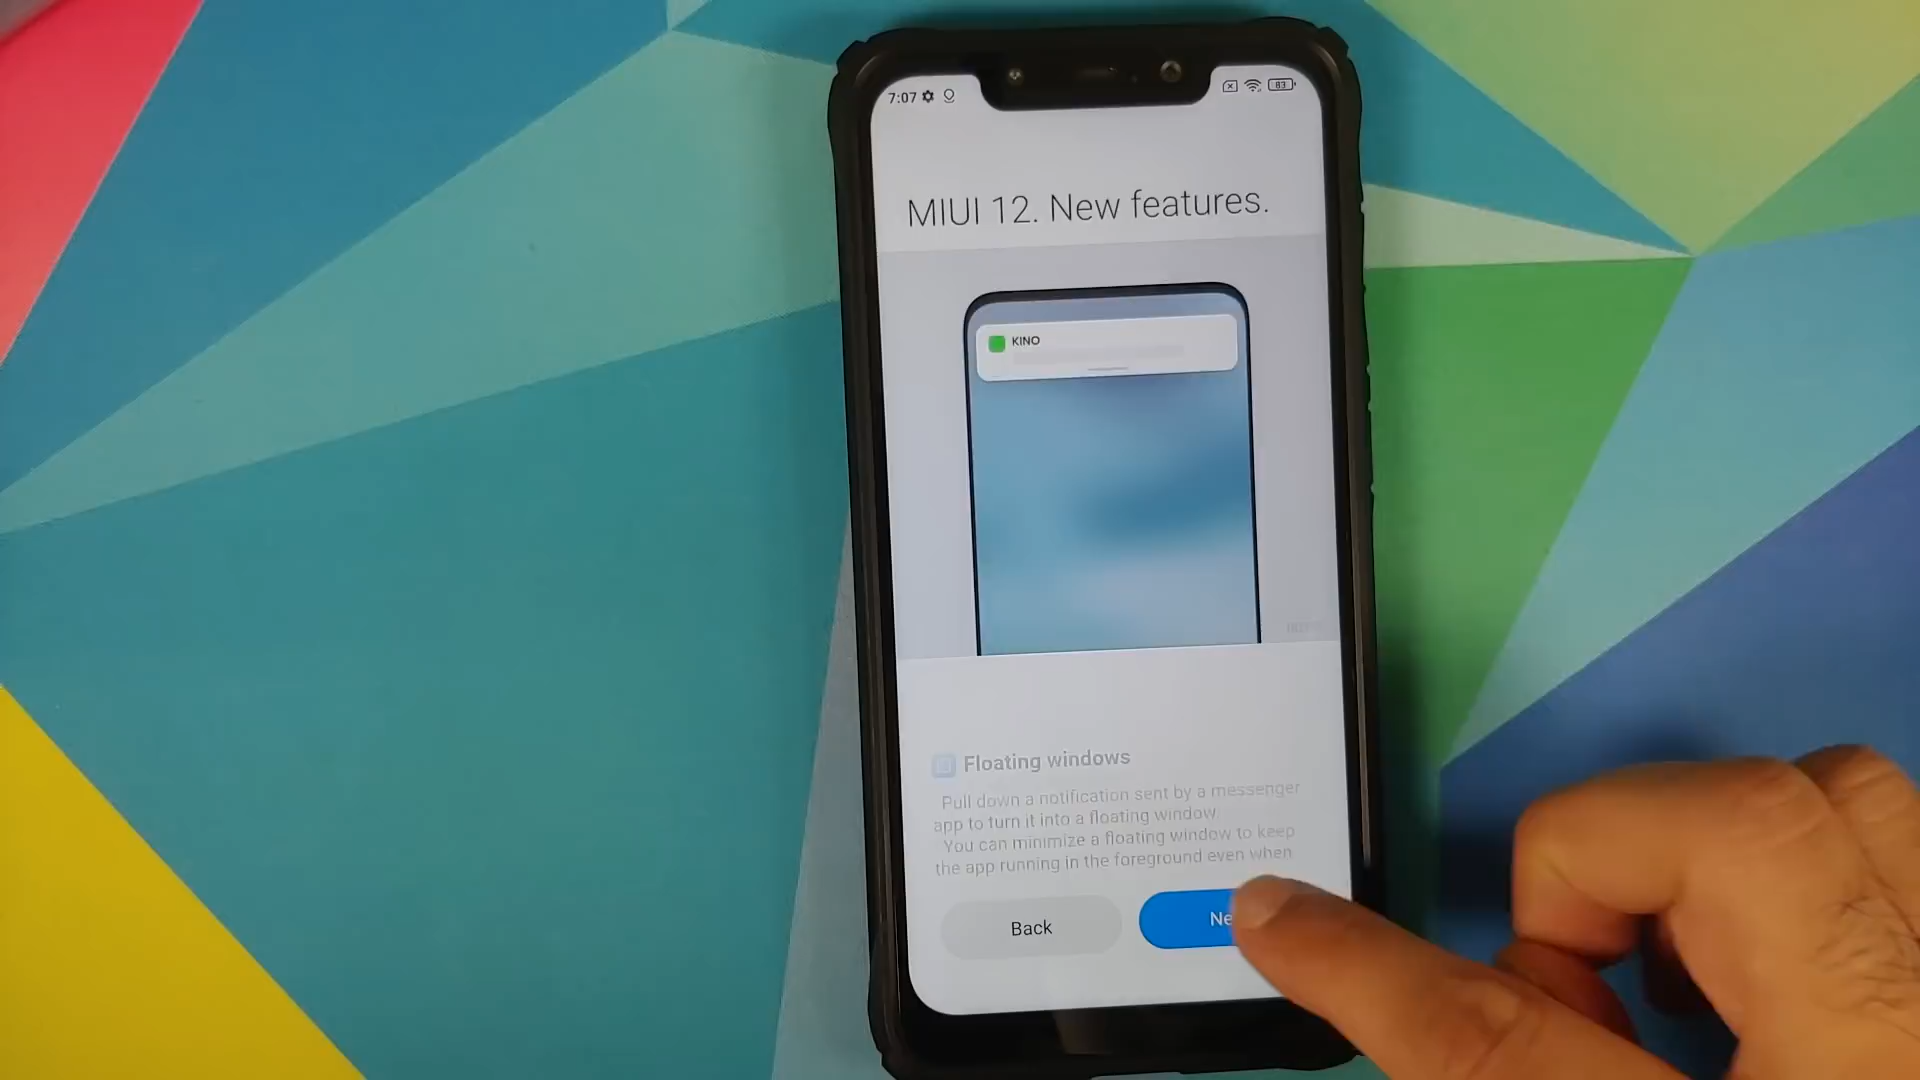 7:07
83
MIUI 12. New features.
KINO
Floating windows
Pull down a notification sent by a messenger
app to turn it into a floating window.
You can minimize a floating window to keep
the app running in the foreground even when
Back
Ne